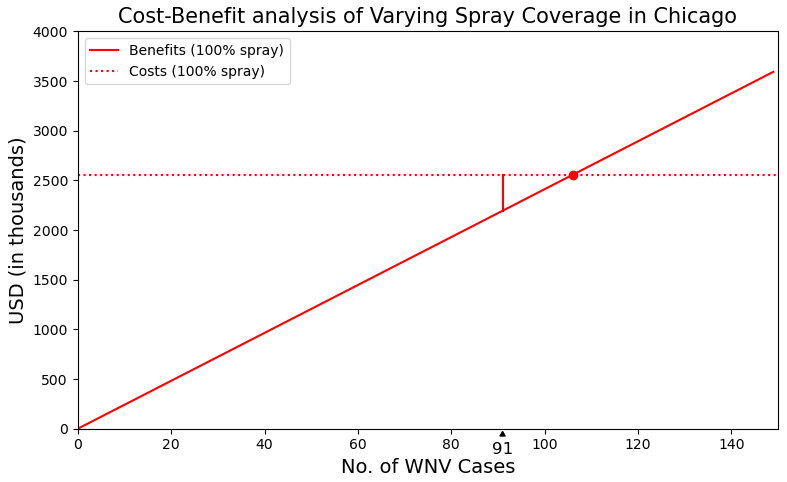 Cost-Benefit analysis of Varying Spray Coverage in Chicago
Benefits (100% spray)
Costs (100% spray)
USD (in thousands)
4000
3500
3000
2500
2000
1500
1000
500
0
0 20 40 60 80 100 120 140
91
No. of WNV Cases